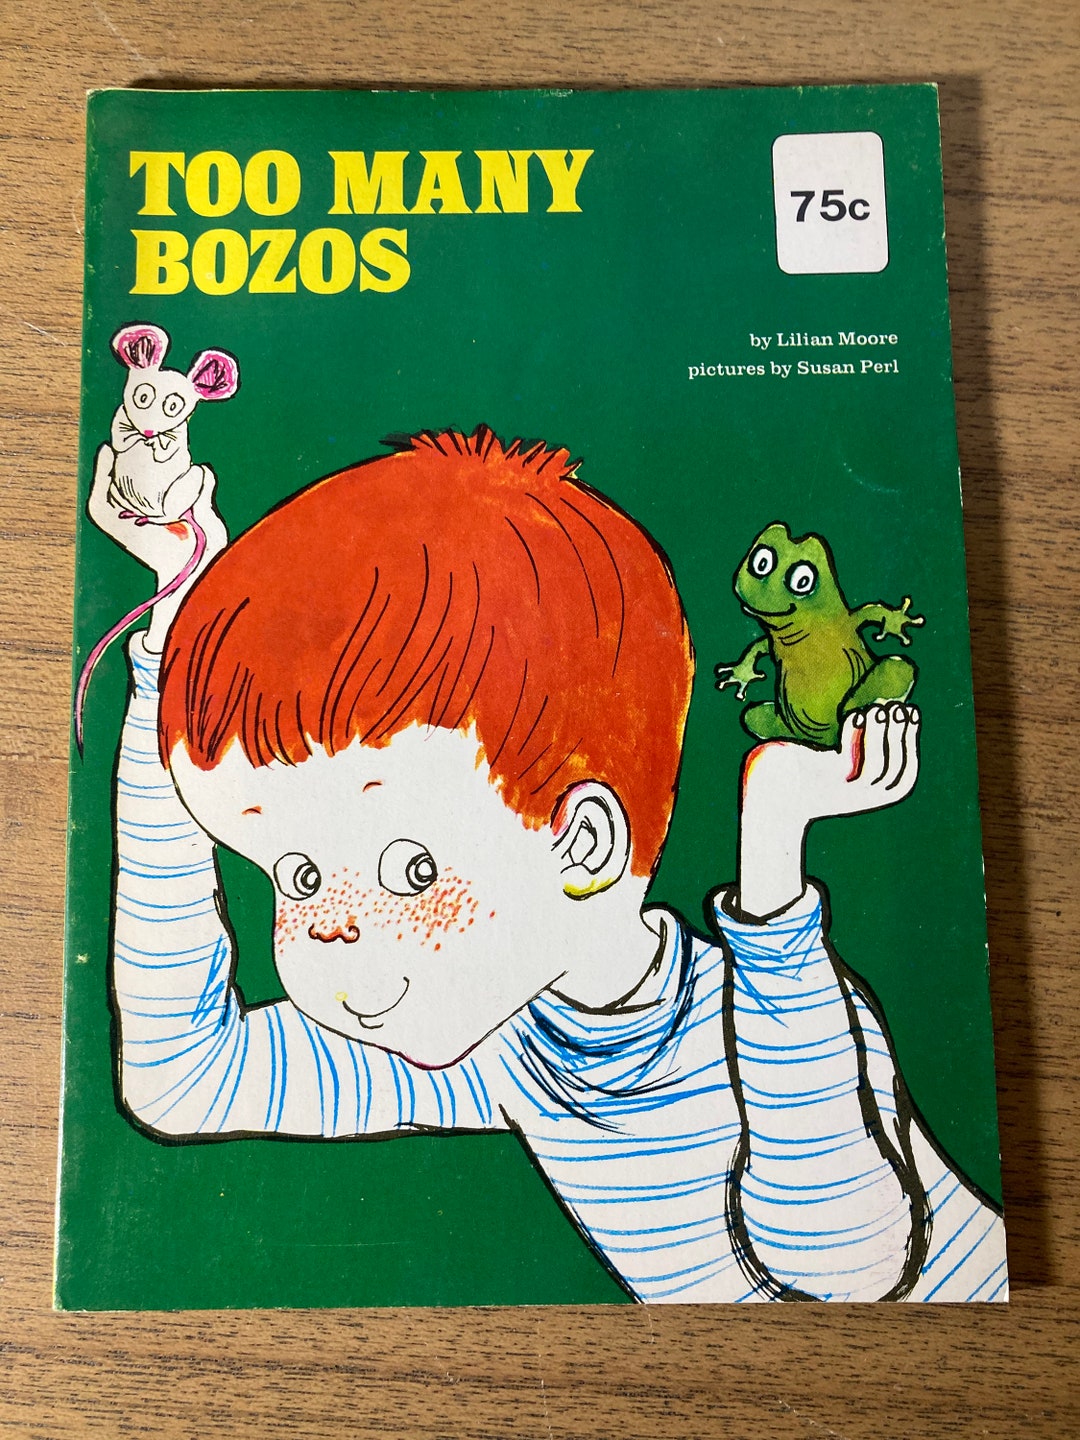 TOO MANY
BOZOS
75c
by Lilian Moore
pictures by Susan Perl